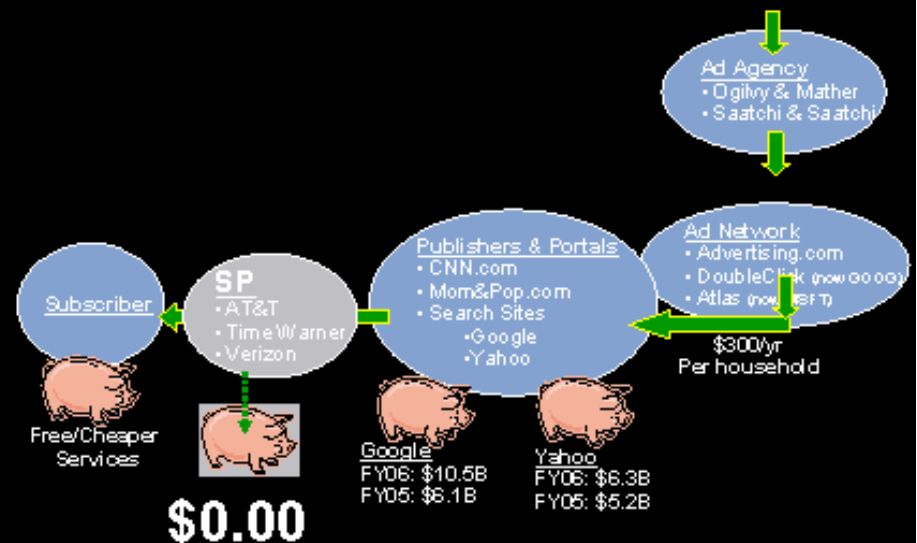 Ad Agency
• Ogilvy & Mather
• Saatchi & Saatchi
Ad Network
• Advertising.com
• DoubleClick (now GOOG)
• Atlas (now
Publishers & Portals
• CNN.com
• Mom&Pop.com
• Search Sites
•Google
•Yahoo
SP
• AT&T
• Time Warner
• Verizon
Subscriber
$300/yr
Per household
Free/Cheaper
Services
$0.00
Google
FY06: $10.5B
FY05: $6.1B
Yahoo
FY06: $6.3B
FY05: $5.2B